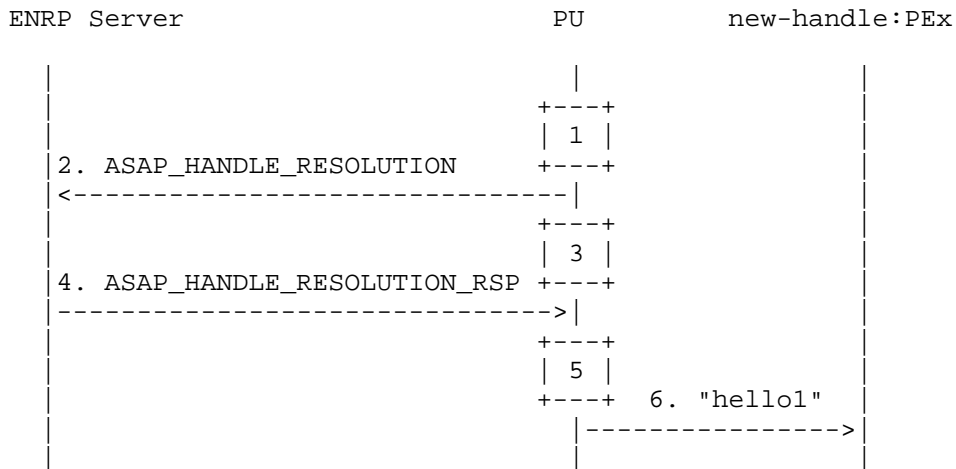 ENRP Server PU new-handle:PEx
1
2. ASAP_HANDLE_RESOLUTION
3
4. ASAP_HANDLE_RESOLUTION_RSP
5
6. "hello1"